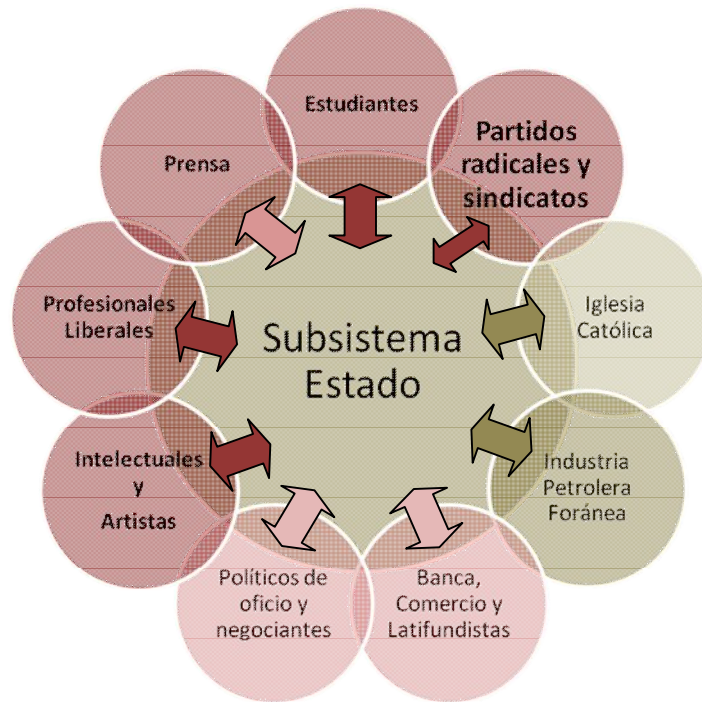 Estudiantes
Partidos
radicales y
sindicatos
Iglesia
Católica
Industria
Petrolera
Foránea
Banca,
Comercio y
Latifundistas
Políticos de
oficio y
negociantes
Intelectuales
y
Artistas
Profesionales
Liberales
Prensa
Subsistema
Estado